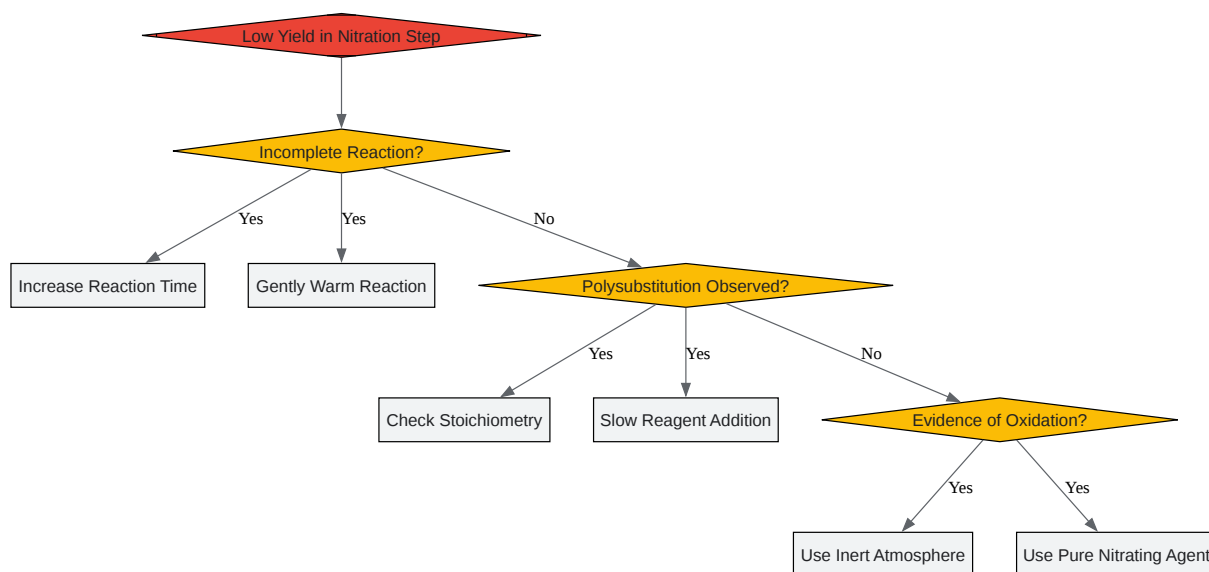 Low Yield in Nitration Step
Incomplete Reaction?
Yes
Yes
No
Increase Reaction Time
Gently Warm Reaction
Polysubstitution Observed?
Yes
Yes
No
Check Stoichiometry
Slow Reagent Addition
Evidence of Oxidation?
Yes
Yes
Use Inert Atmosphere
Use Pure Nitrating Agent